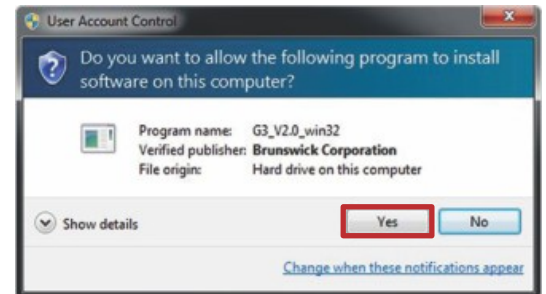 User Account Control
Do you want to allow the following program to install
software on this computer?
Program name: G3_V2.0_win32
Verified publisher: Brunswick Corporation
File origin: Hard drive on this computer
Show details
Yes No
Change when these notifications appear